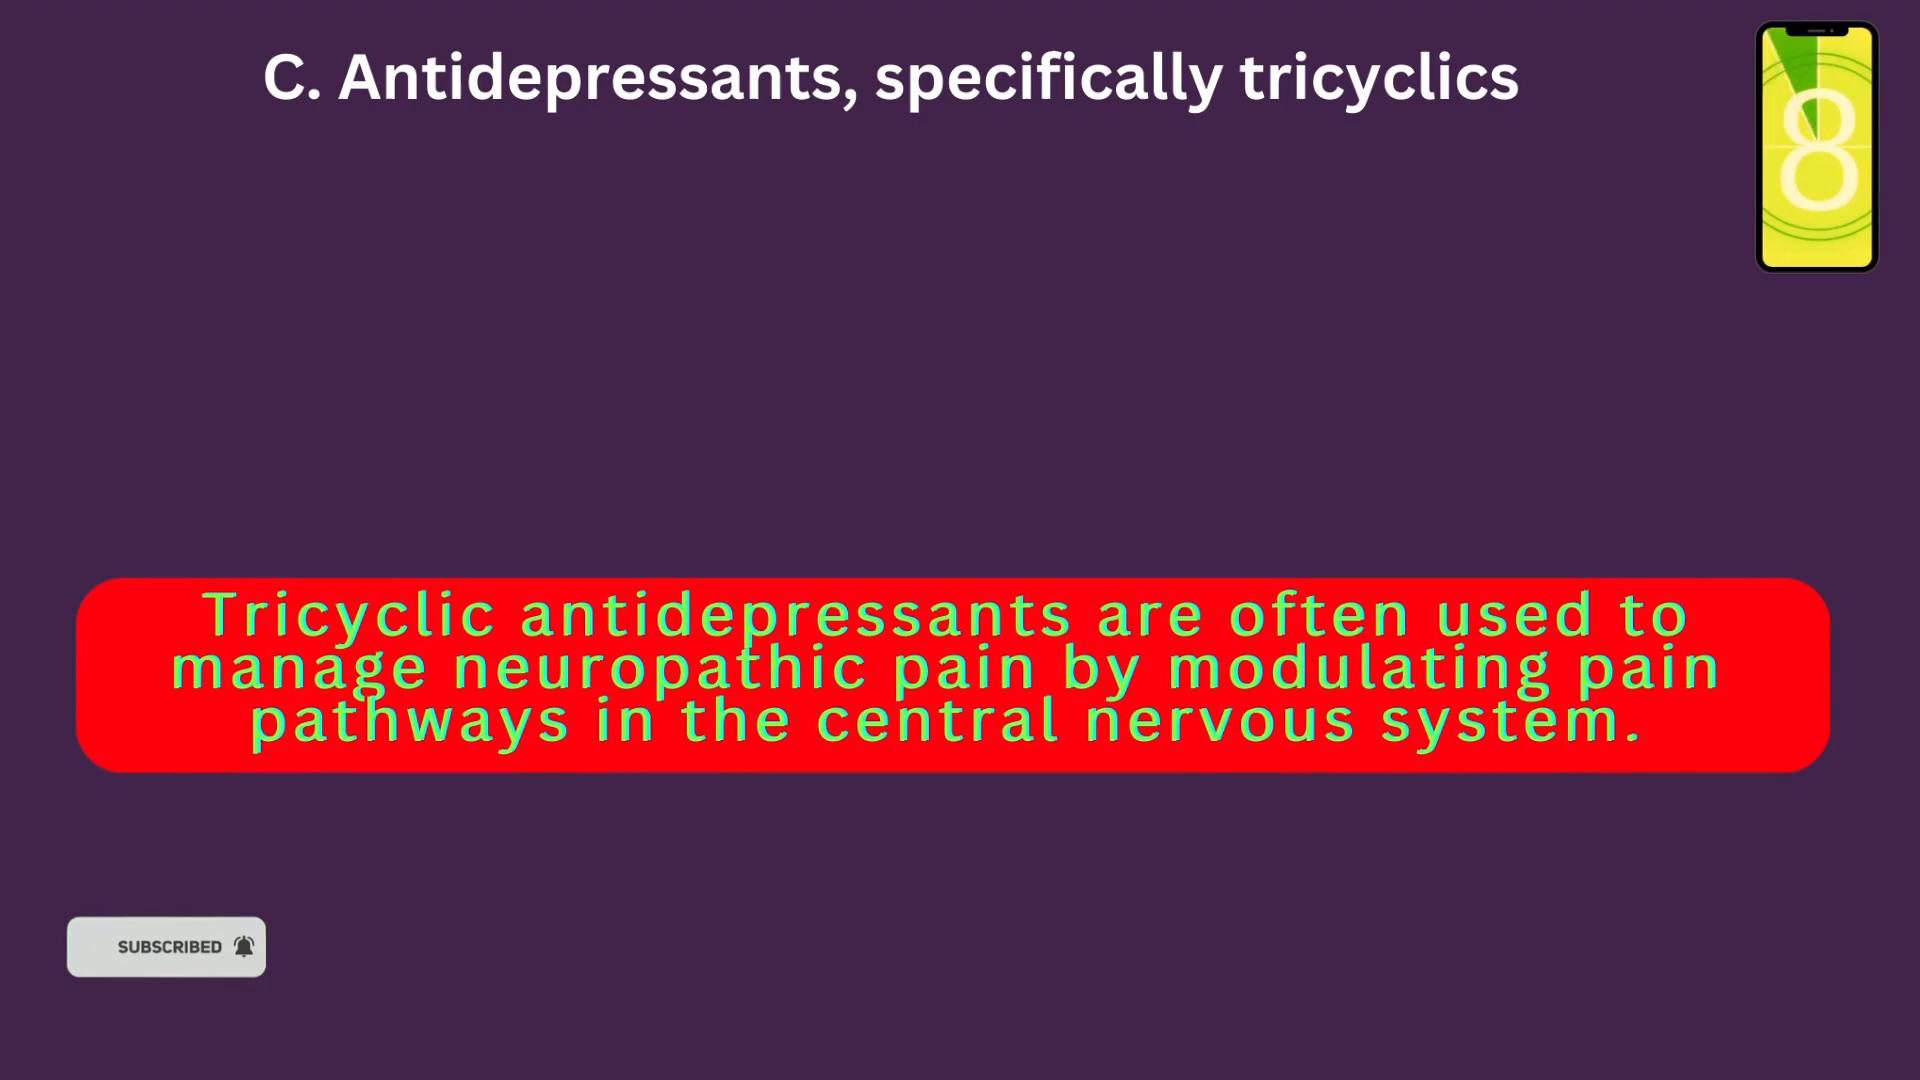 C. Antidepressants, specifically tricyclics
8
Tricyclic antidepressants are often used to
manage neuropathic pain by modulating pain
pathways in the central nervous system.
SUBSCRIBED